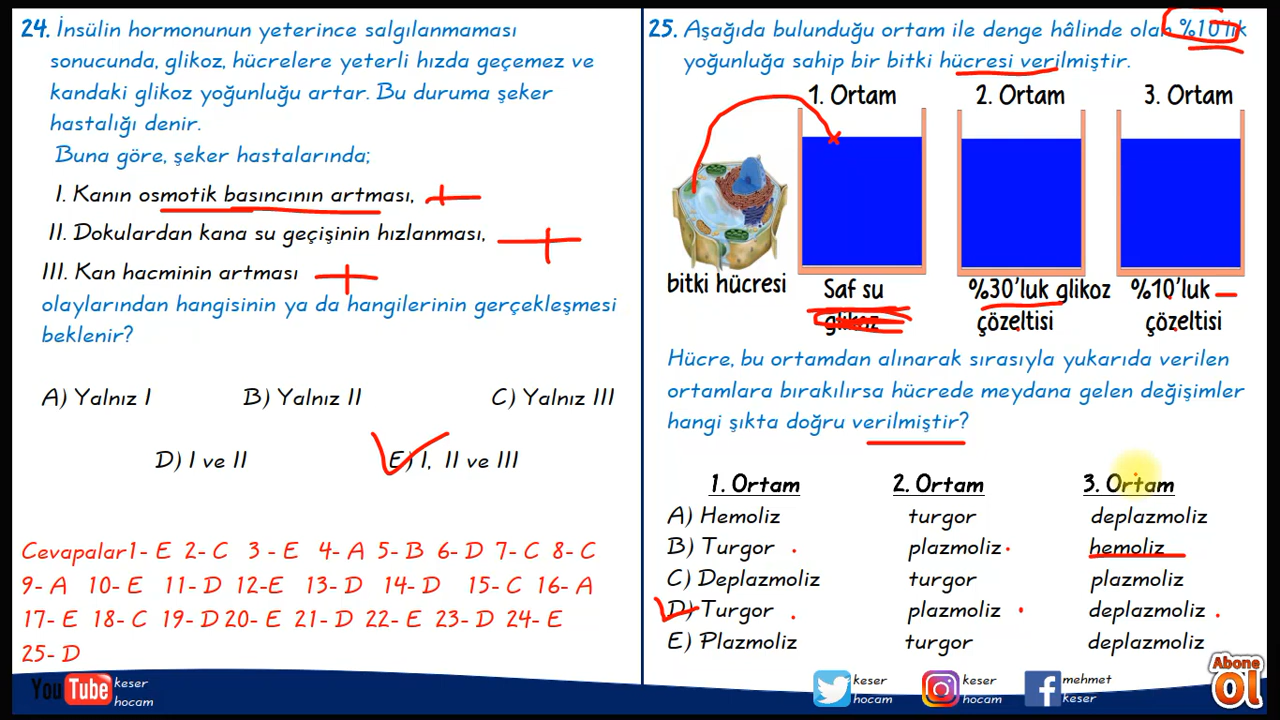 24. İnsülin hormonunun yeterince salgılanmaması
sonucunda, glikoz, hücrelere yeterli hızda geçemez ve
kandaki glikoz yoğunluğu artar. Bu duruma şeker
hastalığı denir.
Buna göre, şeker hastalarında;
I. Kanın osmotik basıncının artması,
II. Dokulardan kana su geçişinin hızlanması,
III. Kan hacminin artması
olaylarından hangisinin ya da hangilerinin gerçekleşmesi
beklenir?
A) Yalnız I B) Yalnız II C) Yalnız III
D) I ve II E) I, II ve III
Cevapalar1- E 2- C 3 - E 4- A 5- B 6- D 7- C 8- C
9- A 10- E 11- D 12-E 13- D 14- D 15- C 16- A
17- E 18- C 19- D 20- E 21- D 22- E 23- D 24- E
25- D
25. Aşağıda bulunduğu ortam ile denge hâlinde olan %10'lik
yoğunluğa sahip bir bitki hücresi verilmiştir.
1. Ortam 2. Ortam 3. Ortam
bitki hücresi
Saf su %30'luk glikoz %10'luk
glikoz çözeltisi çözeltisi
Hücre, bu ortamdan alınarak sırasıyla yukarıda verilen
ortamlara bırakılırsa hücrede meydana gelen değişimler
hangi şıkta doğru verilmiştir?
1. Ortam 2. Ortam 3. Ortam
A) Hemoliz turgor deplazmoliz
B) Turgor plazmoliz hemoliz
C) Deplazmoliz turgor plazmoliz
D) Turgor plazmoliz deplazmoliz
E) Plazmoliz turgor deplazmoliz
YouTube keser hocam
keser hocam
keser hocam
mehmet keser
Abone Ol